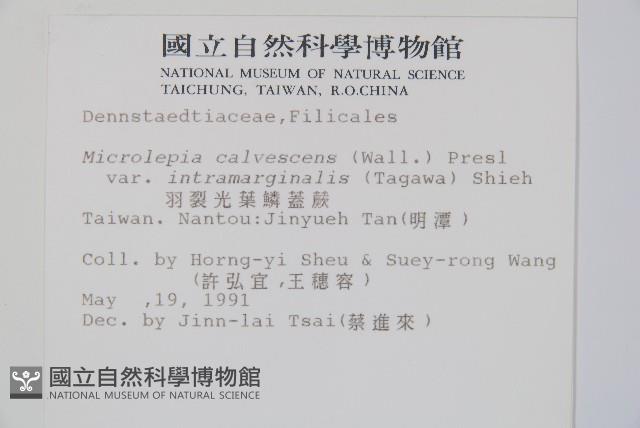 國立自然科學博物館
NATIONAL MUSEUM OF NATURAL SCIENCE
TAICHUNG, TAIWAN, R.O.CHINA
Dennstaedtiaceae,Filicales
Microlepia calvescens (Wall.) Presl
var. intramarginalis (Tagawa) Shieh
羽裂光葉鱗蓋蕨
Taiwan. Nantou:Jinyueh Tan(明潭)
Coll. by Horng-yi Sheu & Suey-rong Wang
(許弘宜,王穗容)
May ,19, 1991
Dec. by Jinn-lai Tsai(蔡進來)
國立自然科學博物館
NATIONAL MUSEUM OF NATURAL SCIENCE